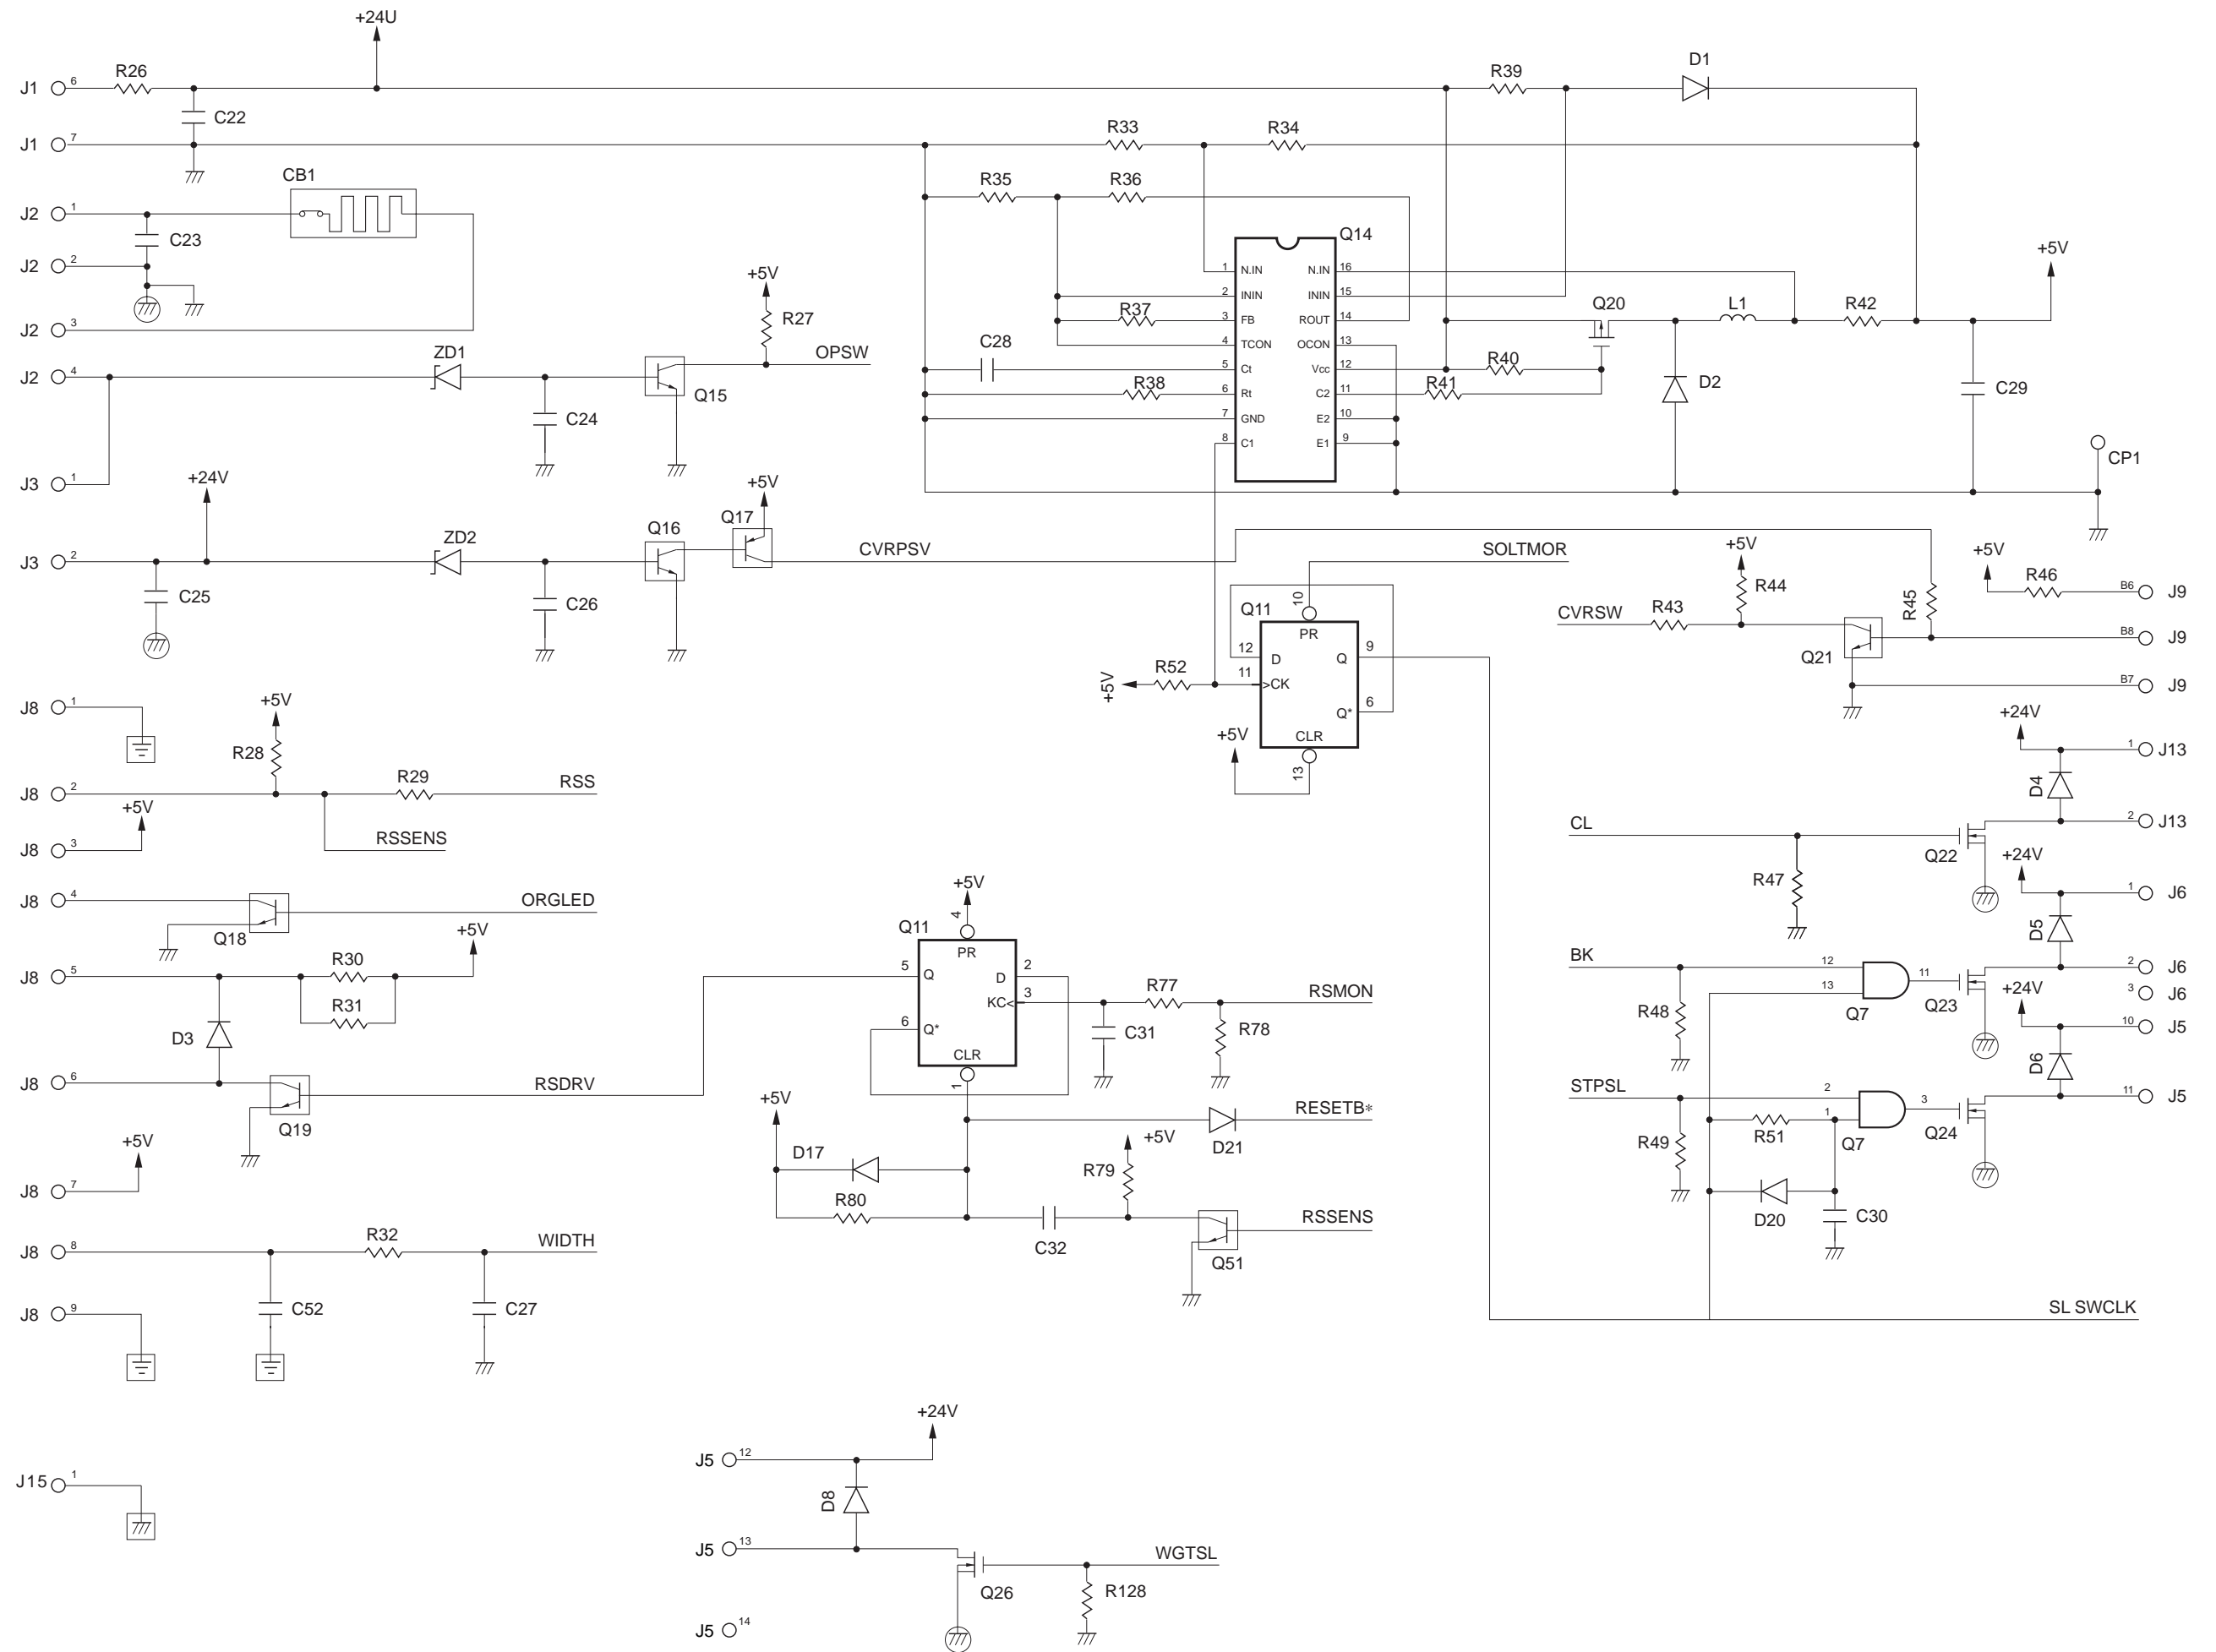 +24U
J1 6 R26
C22
R39
D1
J1 7
R33
R34
CB1
R35
R36
J2 1
C23
J2 2
J2 3
Q14
1 N.IN N.IN 16
2 ININ ININ 15
3 FB ROUT 14
4 TCON OCON 13
5 Ct Vcc 12
6 Rt C2 11
7 GND E2 10
8 C1 E1 9
R37
C28
R38
R40
R41
Q20
L1
R42
+5V
D2
C29
CP1
+5V
R27
OPSW
J2 4
ZD1
C24
Q15
J3 1
+24V
J3 2
C25
ZD2
C26
Q16
Q17
+5V
CVRPSV
SOLTMOR
Q11
10
PR
12 D Q 9
11 >CK
Q* 6
CLR
13
+5V
R52
+5V
CVRSW
R43
+5V
R44
Q21
R45
+5V
R46
B6 J9
B8 J9
B7 J9
J8 1
+5V
R28
J8 2
R29
RSS
+5V
J8 3
RSSENS
J8 4
ORGLED
Q18
+5V
J8 5
R30
R31
D3
J8 6
RSDRV
Q19
+5V
J8 7
J8 8
R32
WIDTH
C52
C27
J8 9
J15 1
+5V
4
Q11
PR
5 Q D 2
KC< 3
6 Q*
CLR
1
R77
RSMON
C31
R78
+5V
RESETB*
D21
D17
R79
+5V
R80
C32
RSSENS
Q51
+24V
1 J13
D4
2 J13
CL
Q22
R47
+24V
1 J6
D5
BK
12
13
11
Q7
Q23
2 J6
3 J6
R48
+24V
10 J5
D6
STPSL
2
1
3
11 J5
R51
Q7
Q24
R49
D20
C30
SL SWCLK
+24V
J5 12
D8
J5 13
WGTSL
Q26
R128
J5 14